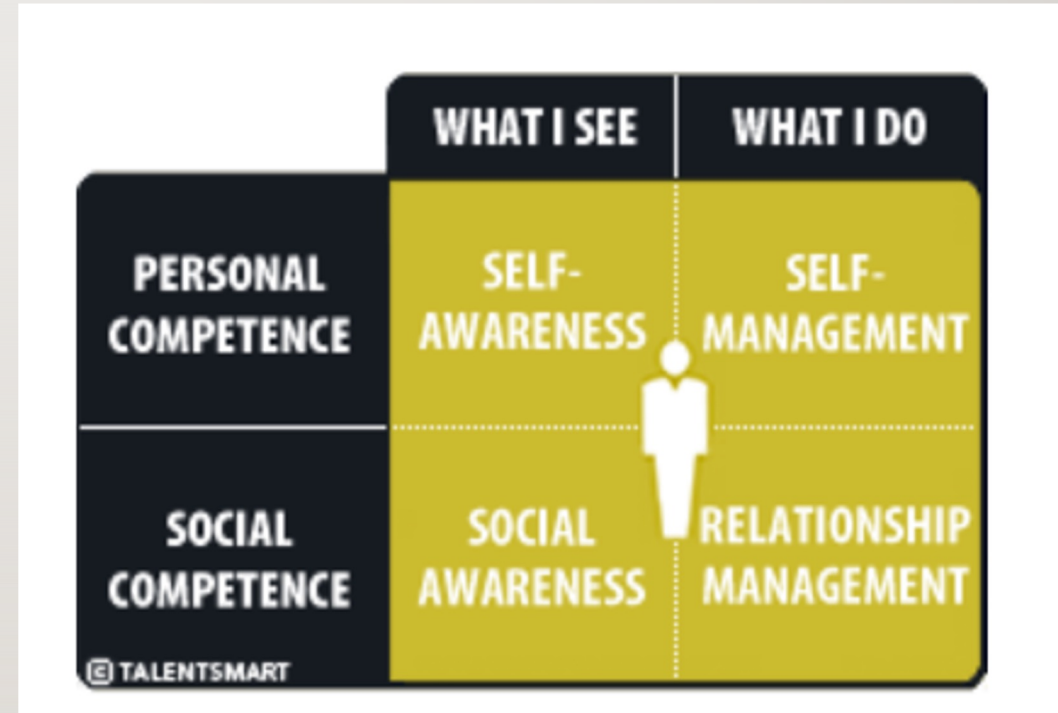 WHAT I SEE WHAT I DO
PERSONAL
COMPETENCE
SELF-
AWARENESS
SELF-
MANAGEMENT
SOCIAL
COMPETENCE
SOCIAL
AWARENESS
RELATIONSHIP
MANAGEMENT
© TALENTSMART